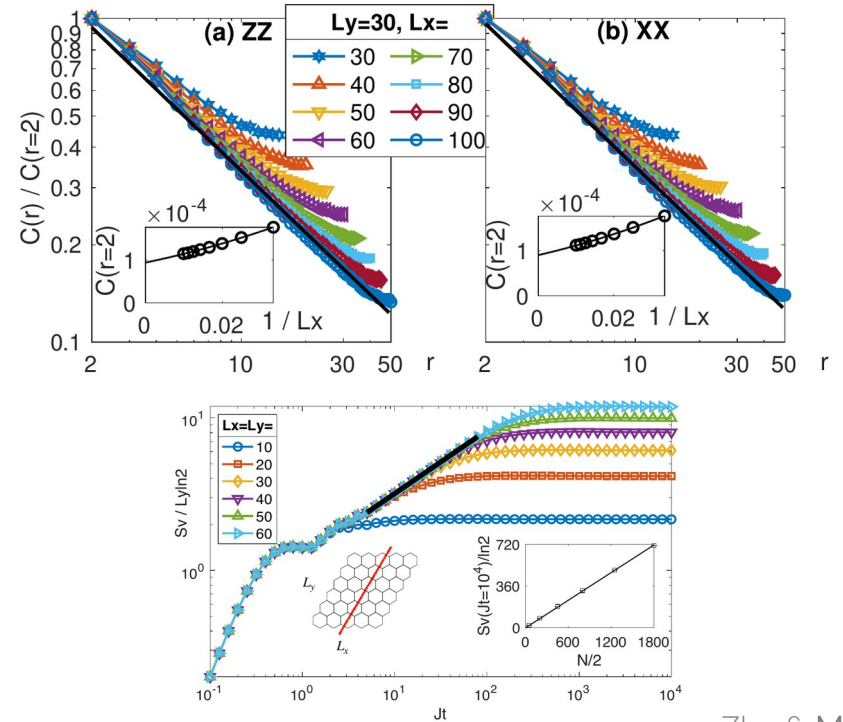 (a) ZZ
Ly=30, Lx=
30 70
40 80
50 90
60 100
(b) XX
C(r) / C(r=2)
1
0.9
0.8
0.7
0.6
0.5
0.4
0.3
0.2
0.1
2 10 30 50 r
×10⁻⁴
C(r=2)
1
0
0 0.02 1 / Lx
×10⁻⁴
C(r=2)
1
0
0 0.02 1 / Lx
2 10 30 50 r
Sv / Lyln2
10¹
10⁰
Lx=Ly=
10
20
30
40
50
60
Ly
Lx
Sv(Jt=10⁴)/ln2
720
360
0
0 600 1200 1800
N/2
10⁻¹ 10⁰ 10¹ 10² 10³ 10⁴
Jt